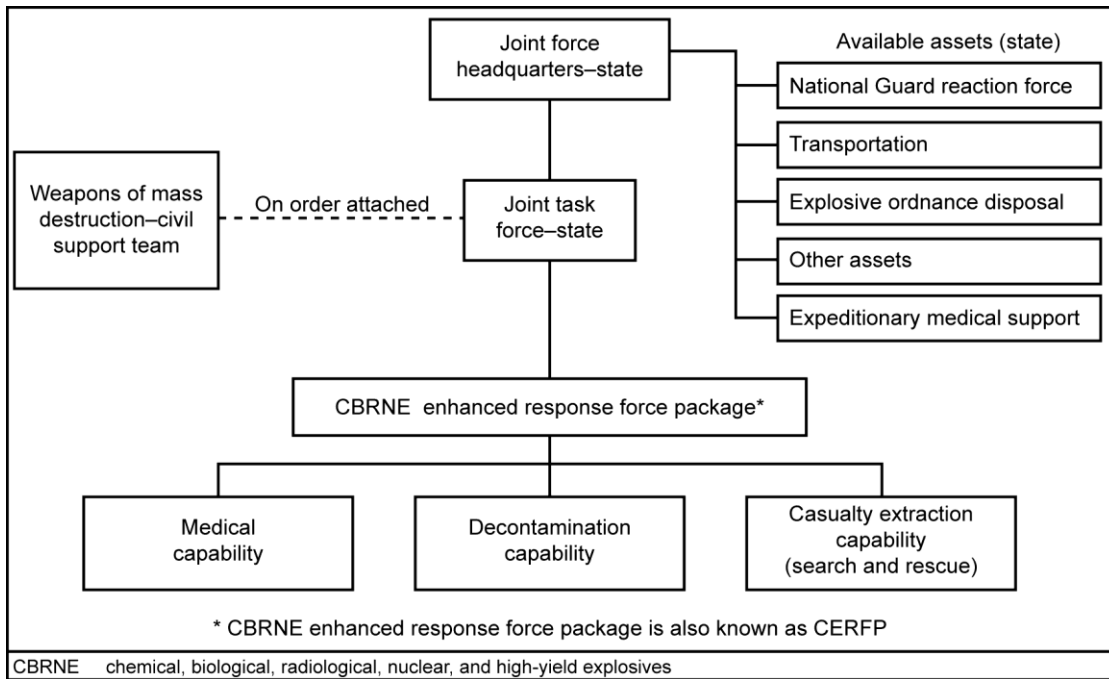 Joint force
headquarters–state
Available assets (state)
National Guard reaction force
Transportation
Explosive ordnance disposal
Other assets
Expeditionary medical support
Weapons of mass
destruction–civil
support team
On order attached
Joint task
force–state
CBRNE enhanced response force package*
Medical
capability
Decontamination
capability
Casualty extraction
capability
(search and rescue)
* CBRNE enhanced response force package is also known as CERFP
CBRNE chemical, biological, radiological, nuclear, and high-yield explosives